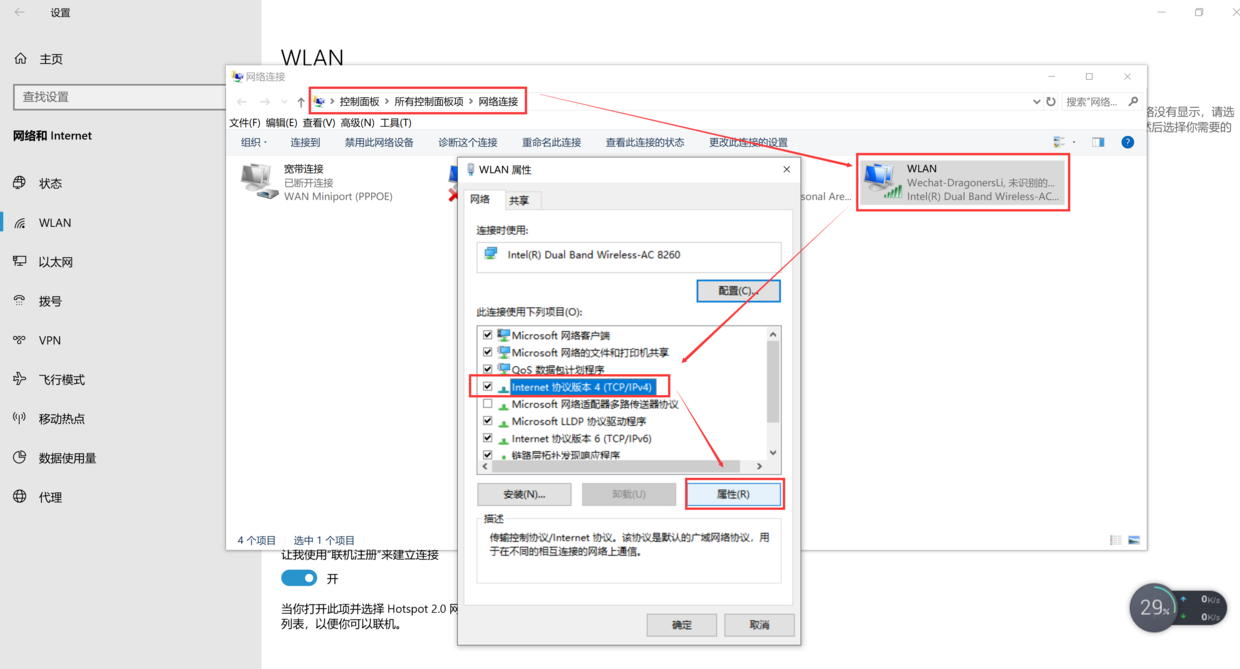 设置
主页
查找设置
网络和 Internet
状态
WLAN
以太网
拨号
VPN
飞行模式
移动热点
数据使用量
代理
WLAN
络没有显示，请选
然后选择你需要的
网络连接
控制面板 > 所有控制面板项 > 网络连接
搜索"网络...
文件(F) 编辑(E) 查看(V) 高级(N) 工具(T)
组织 连接到 禁用此网络设备 诊断这个连接 重命名此连接 查看此连接的状态 更改此连接的设置
宽带连接
已断开连接
WAN Miniport (PPPOE)
sonal Are...
WLAN
Wechat-DragonersLi, 未识别的...
Intel(R) Dual Band Wireless-AC...
WLAN 属性
网络 共享
连接时使用:
Intel(R) Dual Band Wireless-AC 8260
配置(C)...
此连接使用下列项目(O):
Microsoft 网络客户端
Microsoft 网络的文件和打印机共享
QoS 数据包计划程序
Internet 协议版本 4 (TCP/IPv4)
Microsoft 网络适配器多路传送器协议
Microsoft LLDP 协议驱动程序
Internet 协议版本 6 (TCP/IPv6)
链路层拓扑发现响应程序
安装(N)... 卸载(U) 属性(R)
描述
传输控制协议/Internet 协议。该协议是默认的广域网络协议，用
于在不同的相互连接的网络上通信。
确定 取消
4 个项目 选中 1 个项目
让我使用"联机注册"来建立连接
开
当你打开此项并选择 Hotspot 2.0 网
列表，以便你可以联机。
29%
0K/s
0K/s